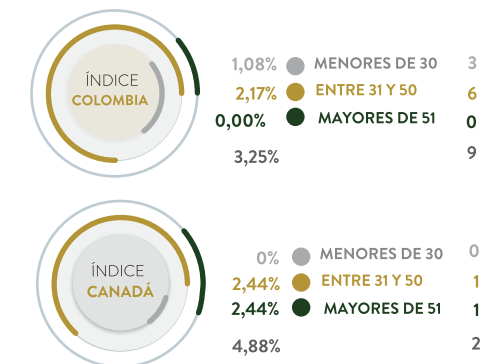 ÍNDICE
COLOMBIA
1,08% MENORES DE 30 3
2,17% ENTRE 31 Y 50 6
0,00% MAYORES DE 51 0
3,25% 9
ÍNDICE
CANADÁ
0% MENORES DE 30 0
2,44% ENTRE 31 Y 50 1
2,44% MAYORES DE 51 1
4,88% 2